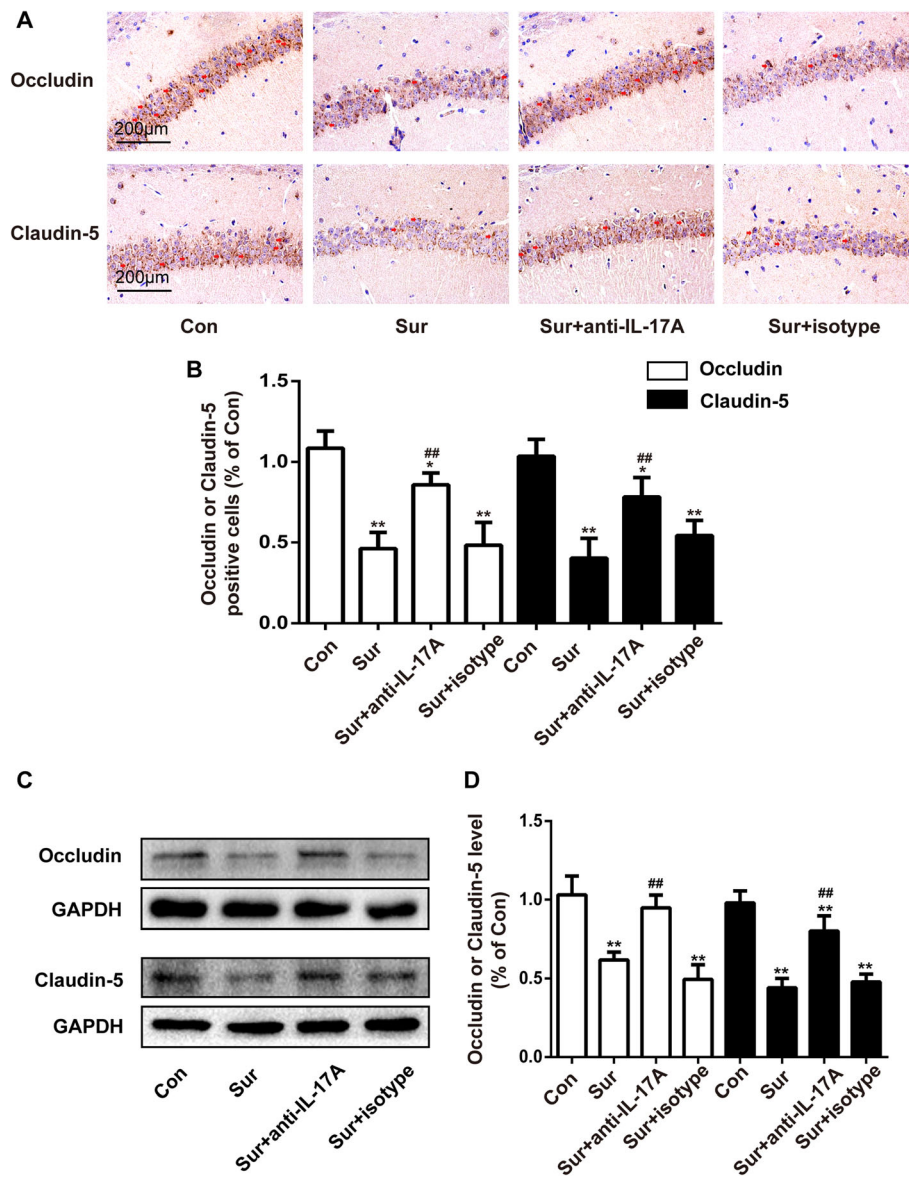 A
Occludin
200μm
Claudin-5
200μm
Con Sur Sur+anti-IL-17A Sur+isotype
B
Occludin
Claudin-5
Occludin or Claudin-5
positive cells (% of Con)
1.5
1.0
0.5
0.0
** ## * ** ** ## * **
Con Sur Sur+anti-IL-17A Sur+isotype Con Sur Sur+anti-IL-17A Sur+isotype
C
Occludin
GAPDH
Claudin-5
GAPDH
Con Sur Sur+anti-IL-17A Sur+isotype
D
Occludin or Claudin-5 level
(% of Con)
1.5
1.0
0.5
0.0
** ## ** ** ## ** **
Con Sur Sur+anti-IL-17A Sur+isotype Con Sur Sur+anti-IL-17A Sur+isotype